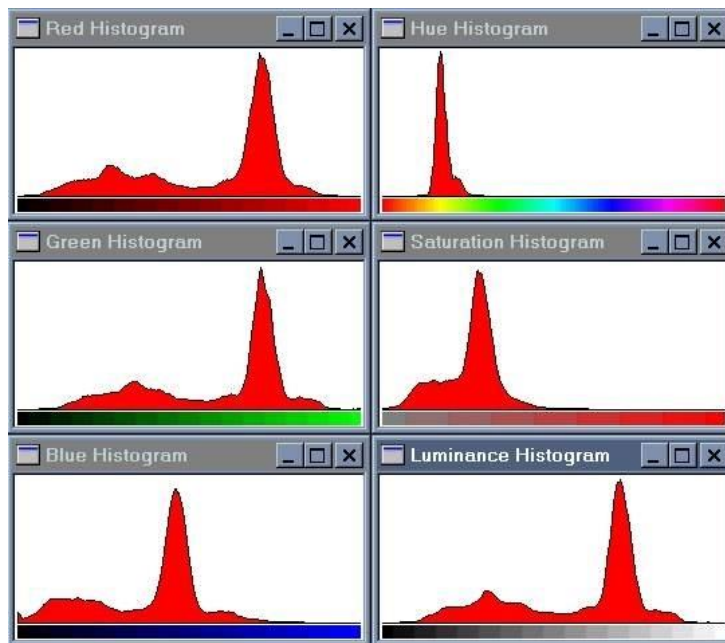 Red Histogram
Hue Histogram
Green Histogram
Saturation Histogram
Blue Histogram
Luminance Histogram